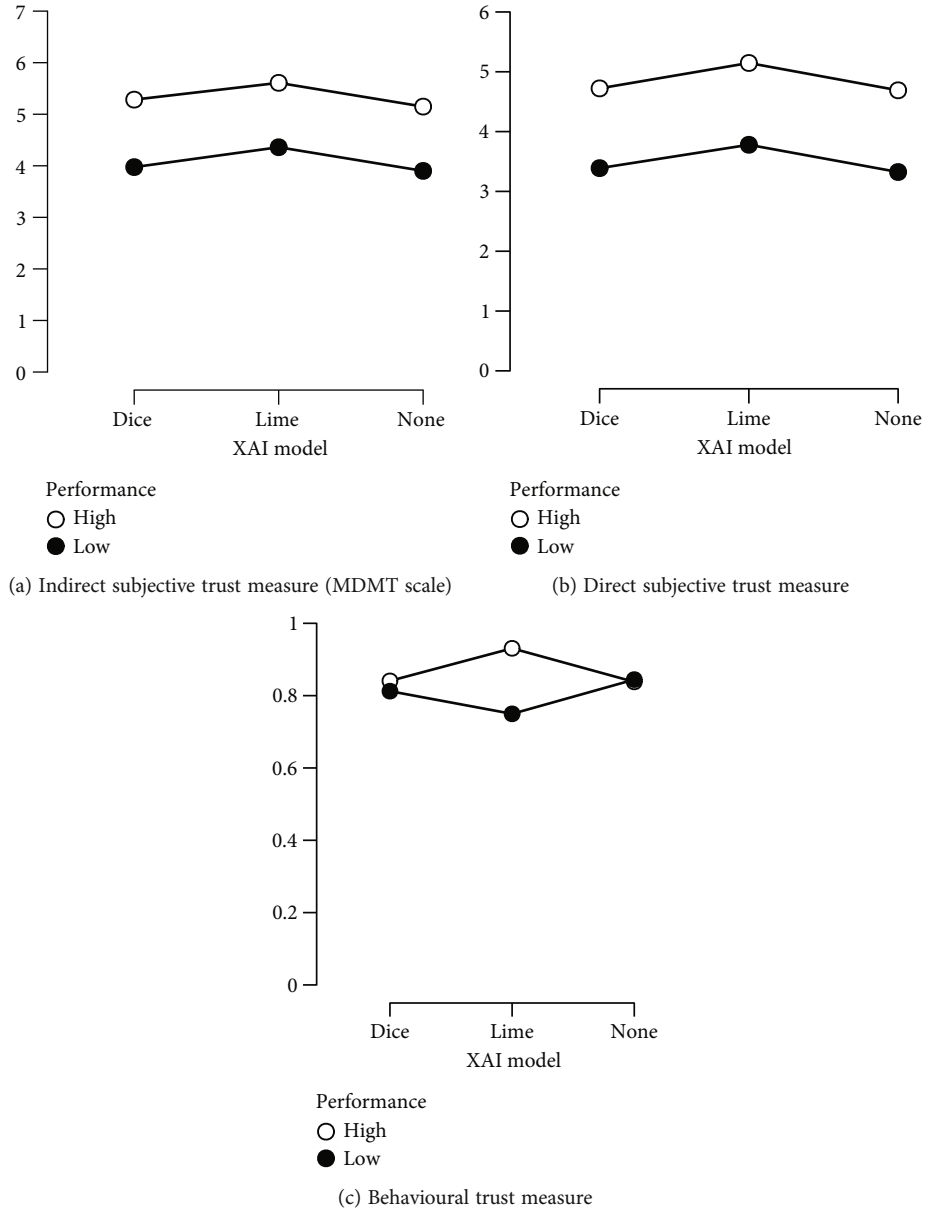 7
6
5
4
3
2
1
0
Dice
Lime
None
XAI model
Performance
High
Low
(a) Indirect subjective trust measure (MDMT scale)
6
5
4
3
2
1
0
Dice
Lime
None
XAI model
Performance
High
Low
(b) Direct subjective trust measure
1
0.8
0.6
0.4
0.2
0
Dice
Lime
None
XAI model
Performance
High
Low
(c) Behavioural trust measure